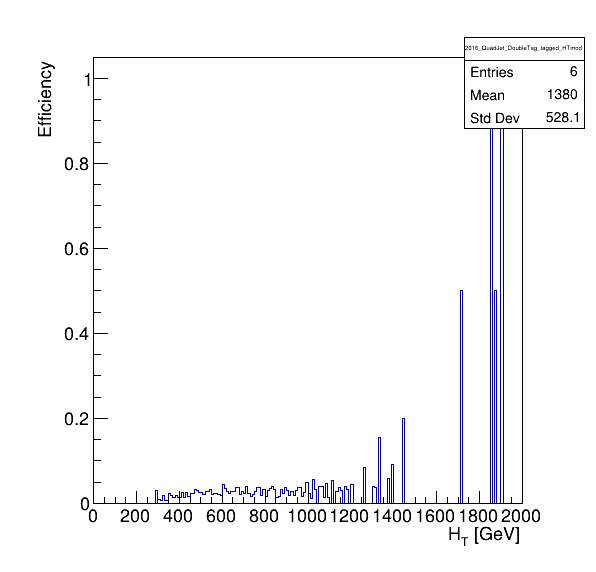 2016_QuadJet_DoubleTag_tagged_HTmod
Entries 6
Mean 1380
Std Dev 528.1
Efficiency
1
0.8
0.6
0.4
0.2
0
0 200 400 600 800 1000 1200 1400 1600 1800 2000
H_T [GeV]